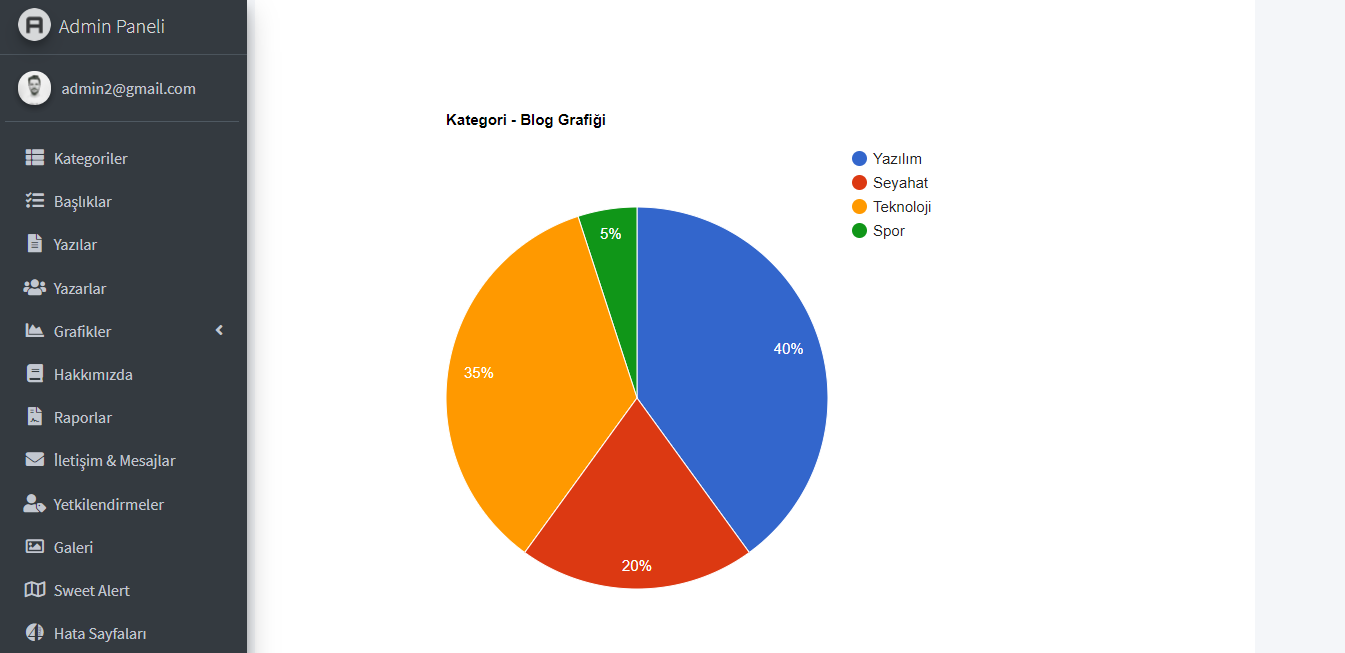 Admin Paneli
admin2@gmail.com
Kategoriler
Başlıklar
Yazılar
Yazarlar
Grafikler
Hakkımızda
Raporlar
İletişim & Mesajlar
Yetkilendirmeler
Galeri
Sweet Alert
Hata Sayfaları
Kategori - Blog Grafiği
Yazılım
Seyahat
Teknoloji
Spor
5%
40%
35%
20%